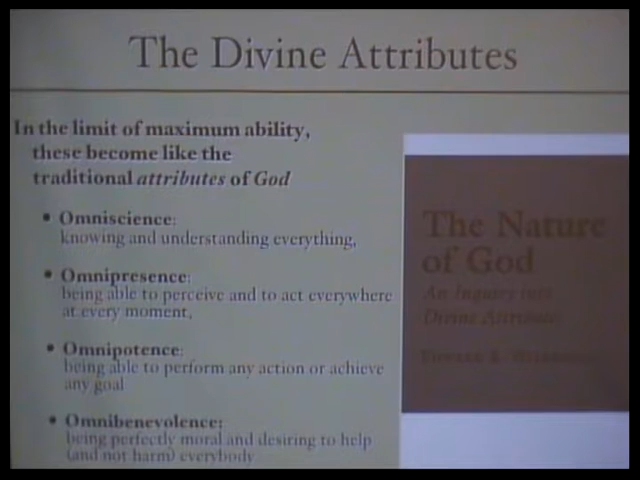 The Divine Attributes
In the limit of maximum ability,
these become like the
traditional attributes of God
• Omniscience:
knowing and understanding everything,
• Omnipresence:
being able to perceive and to act everywhere
at every moment,
• Omnipotence:
being able to perform any action or achieve
any goal
• Omnibenevolence:
being perfectly moral and desiring to help
(and not harm) everybody
The Nature
of God
An Inquiry into
Divine Attributes
Edward R.